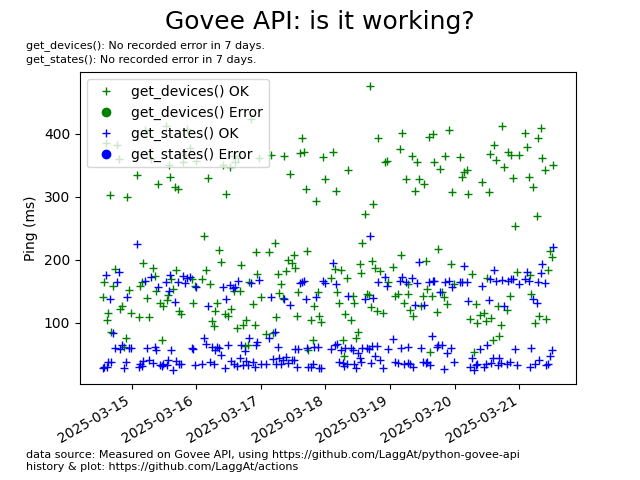 Govee API: is it working?
get_devices(): No recorded error in 7 days.
get_states(): No recorded error in 7 days.
get_devices() OK
get_devices() Error
get_states() OK
get_states() Error
Ping (ms)
400
300
200
100
2025-03-15
2025-03-16
2025-03-17
2025-03-18
2025-03-19
2025-03-20
2025-03-21
data source: Measured on Govee API, using https://github.com/LaggAt/python-govee-api
history & plot: https://github.com/LaggAt/actions